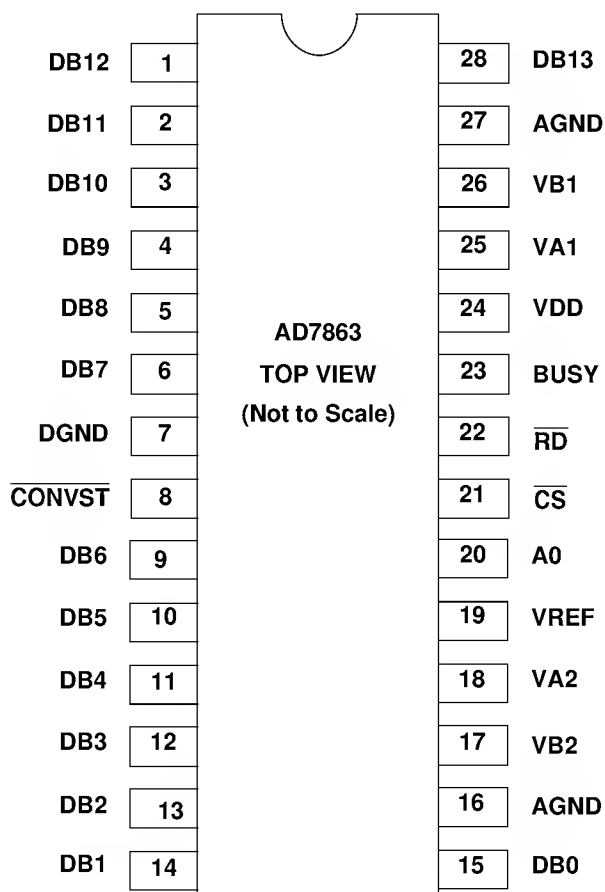 DB12 1 28 DB13
DB11 2 27 AGND
DB10 3 26 VB1
DB9 4 25 VA1
DB8 5 24 VDD
AD7863
DB7 6 TOP VIEW 23 BUSY
(Not to Scale)
DGND 7 22 RD
CONVST 8 21 CS
DB6 9 20 A0
DB5 10 19 VREF
DB4 11 18 VA2
DB3 12 17 VB2
DB2 13 16 AGND
DB1 14 15 DB0